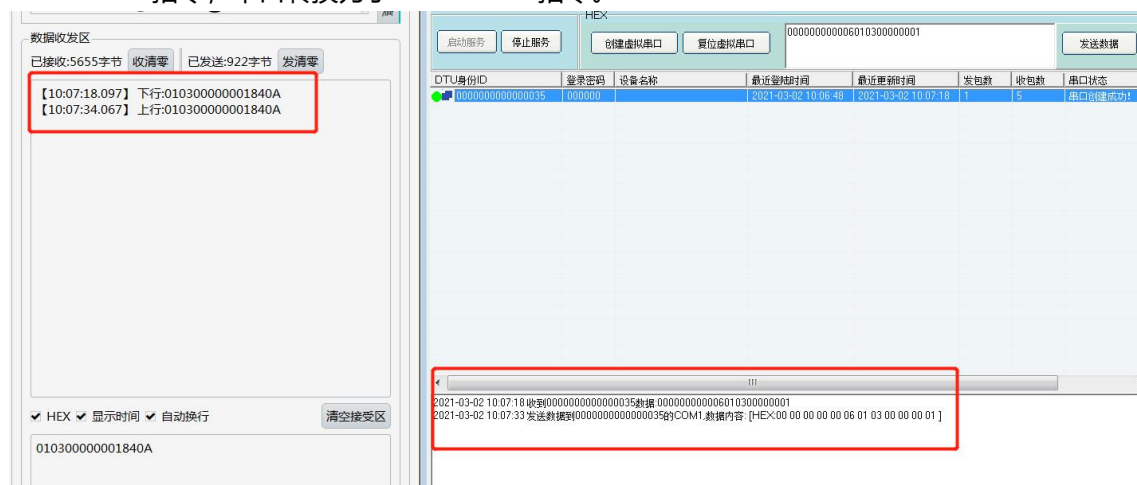 指令。
数据收发区
已接收:5655字节 收清零 已发送:922字节 发清零
【10:07:18.097】下行:010300000001840A
【10:07:34.067】上行:010300000001840A
✔ HEX ✔ 显示时间 ✔ 自动换行 清空接受区
010300000001840A
HEX
启动服务 停止服务 创建虚拟串口 复位虚拟串口 000000000006010300000001 发送数据
DTU身份ID 登录密码 设备名称 最近登陆时间 最近更新时间 发包数 收包数 串口状态
0000000000000035 000000 2021-03-02 10:06:48 2021-03-02 10:07:18 1 5 串口创建成功!
2021-03-02 10:07:18 收到0000000000000035数据:000000000006010300000001
2021-03-02 10:07:33 发送数据到0000000000000035的COM1,数据内容: [HEX:00 00 00 00 00 06 01 03 00 00 00 01 ]